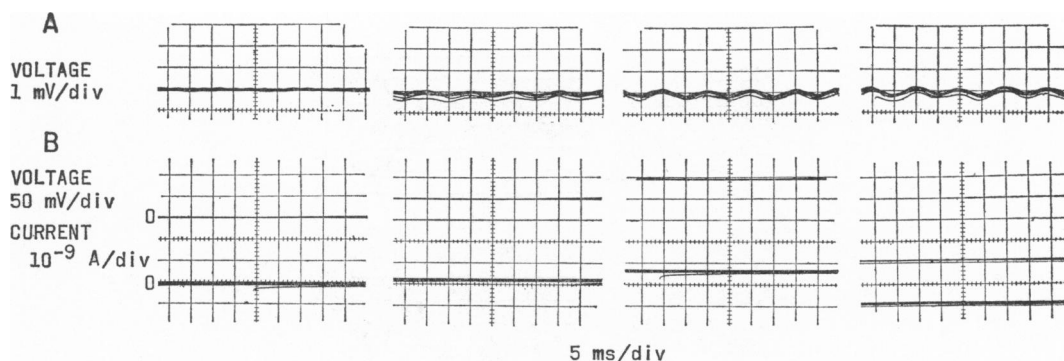 A
VOLTAGE
1 mV/div
B
VOLTAGE
50 mV/div
0
CURRENT
10⁻⁹ A/div
0
5 ms/div